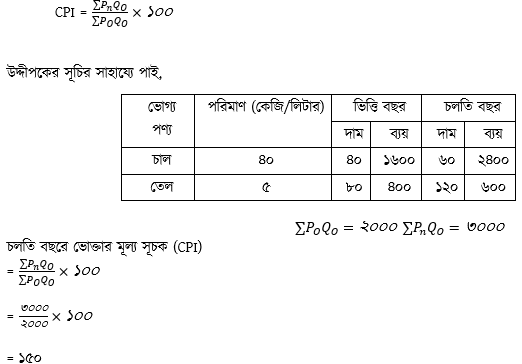 CPI = ∑PₙQ₀/∑P₀Q₀ × ১০০
উদ্দীপকের সূচির সাহায্যে পাই,
ভোগ্য পণ্য পরিমাণ (কেজি/লিটার) ভিত্তি বছর চলতি বছর
দাম ব্যয় দাম ব্যয়
চাল ৪০ ৪০ ১৬০০ ৬০ ২৪০০
তেল ৫ ৮০ ৪০০ ১২০ ৬০০
∑P₀Q₀ = ২০০০ ∑PₙQ₀ = ৩০০০
চলতি বছরে ভোক্তার মূল্য সূচক (CPI)
= ∑PₙQ₀/∑P₀Q₀ × ১০০
= ৩০০০/২০০০ × ১০০
= ১৫০